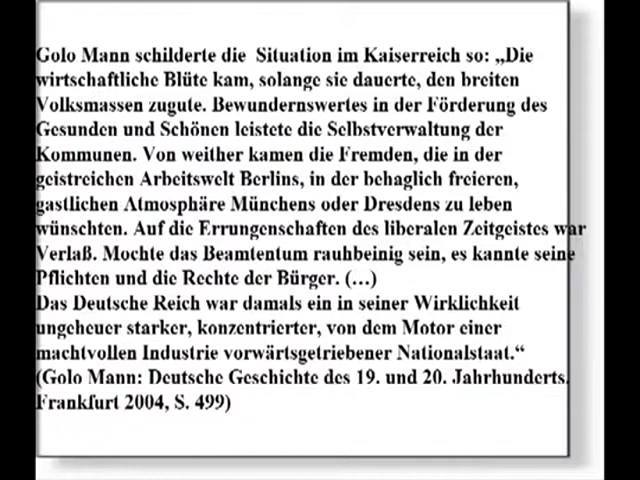 Golo Mann schilderte die Situation im Kaiserreich so: „Die
wirtschaftliche Blüte kam, solange sie dauerte, den breiten
Volksmassen zugute. Bewundernswertes in der Förderung des
Gesunden und Schönen leistete die Selbstverwaltung der
Kommunen. Von weither kamen die Fremden, die in der
geistreichen Arbeitswelt Berlins, in der behaglich freieren,
gastlichen Atmosphäre Münchens oder Dresdens zu leben
wünschten. Auf die Errungenschaften des liberalen Zeitgeistes war
Verlaß. Mochte das Beamtentum rauhbeinig sein, es kannte seine
Pflichten und die Rechte der Bürger. (…)
Das Deutsche Reich war damals ein in seiner Wirklichkeit
ungeheuer starker, konzentrierter, von dem Motor einer
machtvollen Industrie vorwärtsgetriebener Nationalstaat.“
(Golo Mann: Deutsche Geschichte des 19. und 20. Jahrhunderts.
Frankfurt 2004, S. 499)